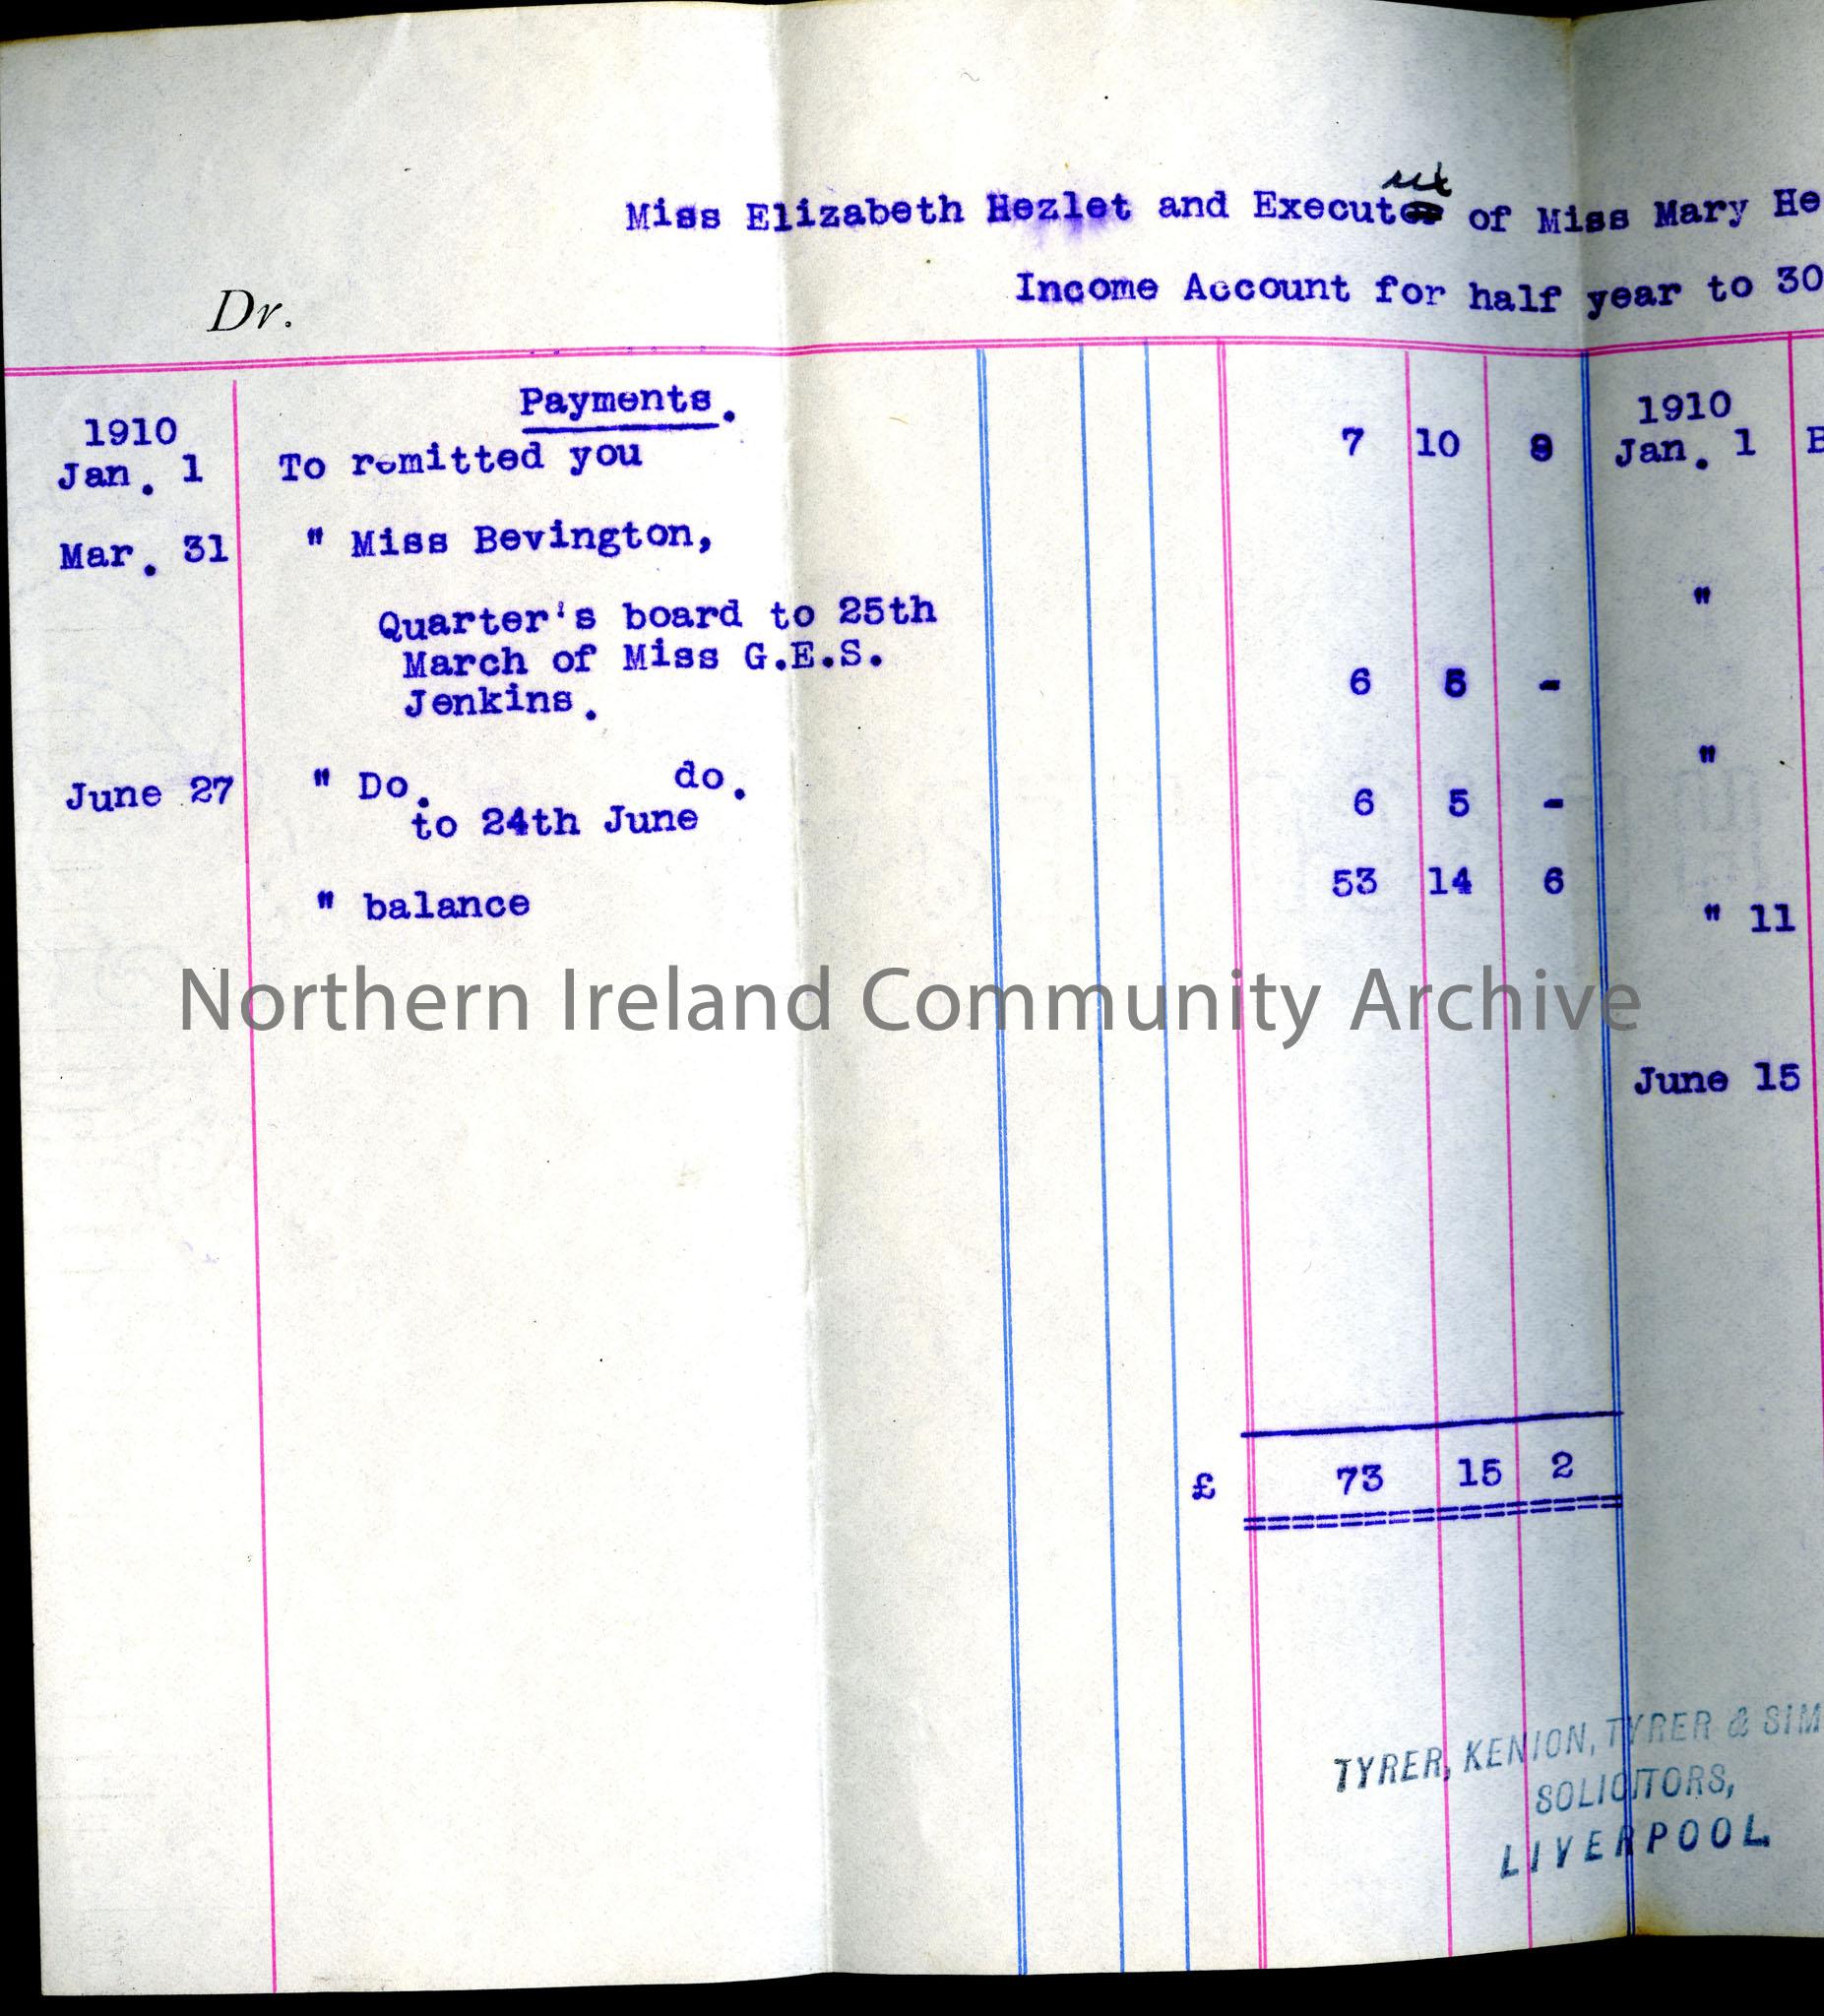 rix
Miss Elizabeth Hezlet and Execut of Miss Mary He
Income Account for half year to 30
Dr.
Payments.
1910
Jan. 1 To remitted you 7 10 8
Mar. 31 " Miss Bevington,
Quarter's board to 25th
March of Miss G.E.S.
Jenkins. 6 5 -
June 27 " Do. do.
to 24th June 6 5 -
" balance 53 14 6
£ 73 15 2
1910
Jan. 1
"
"
" 11
June 15
Northern Ireland Community Archive
TYRER, KENION, TYRER & SIM
SOLICITORS,
LIVERPOOL